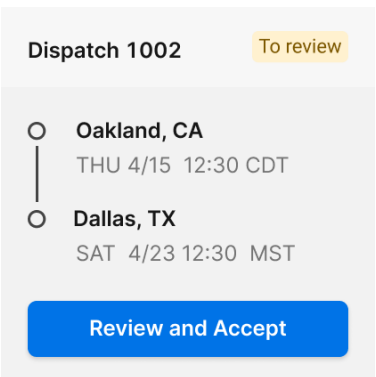 Dispatch 1002
To review
Oakland, CA
THU 4/15 12:30 CDT
Dallas, TX
SAT 4/23 12:30 MST
Review and Accept